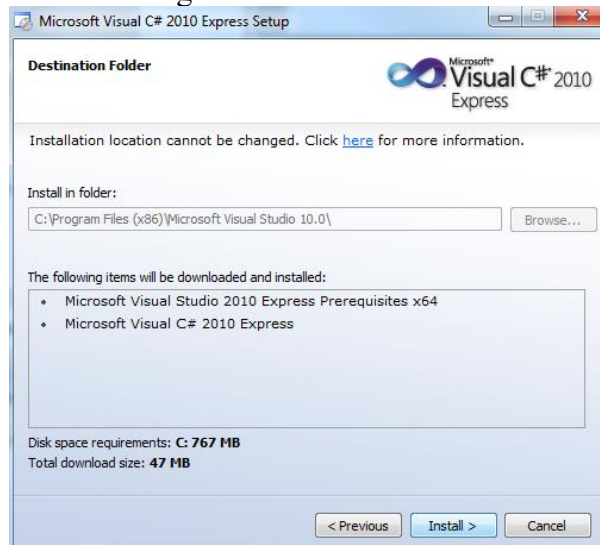 Microsoft Visual C# 2010 Express Setup
Destination Folder
Microsoft®
Visual C# 2010
Express
Installation location cannot be changed. Click here for more information.
Install in folder:
C:\Program Files (x86)\Microsoft Visual Studio 10.0\
Browse...
The following items will be downloaded and installed:
• Microsoft Visual Studio 2010 Express Prerequisites x64
• Microsoft Visual C# 2010 Express
Disk space requirements: C: 767 MB
Total download size: 47 MB
< Previous Install > Cancel